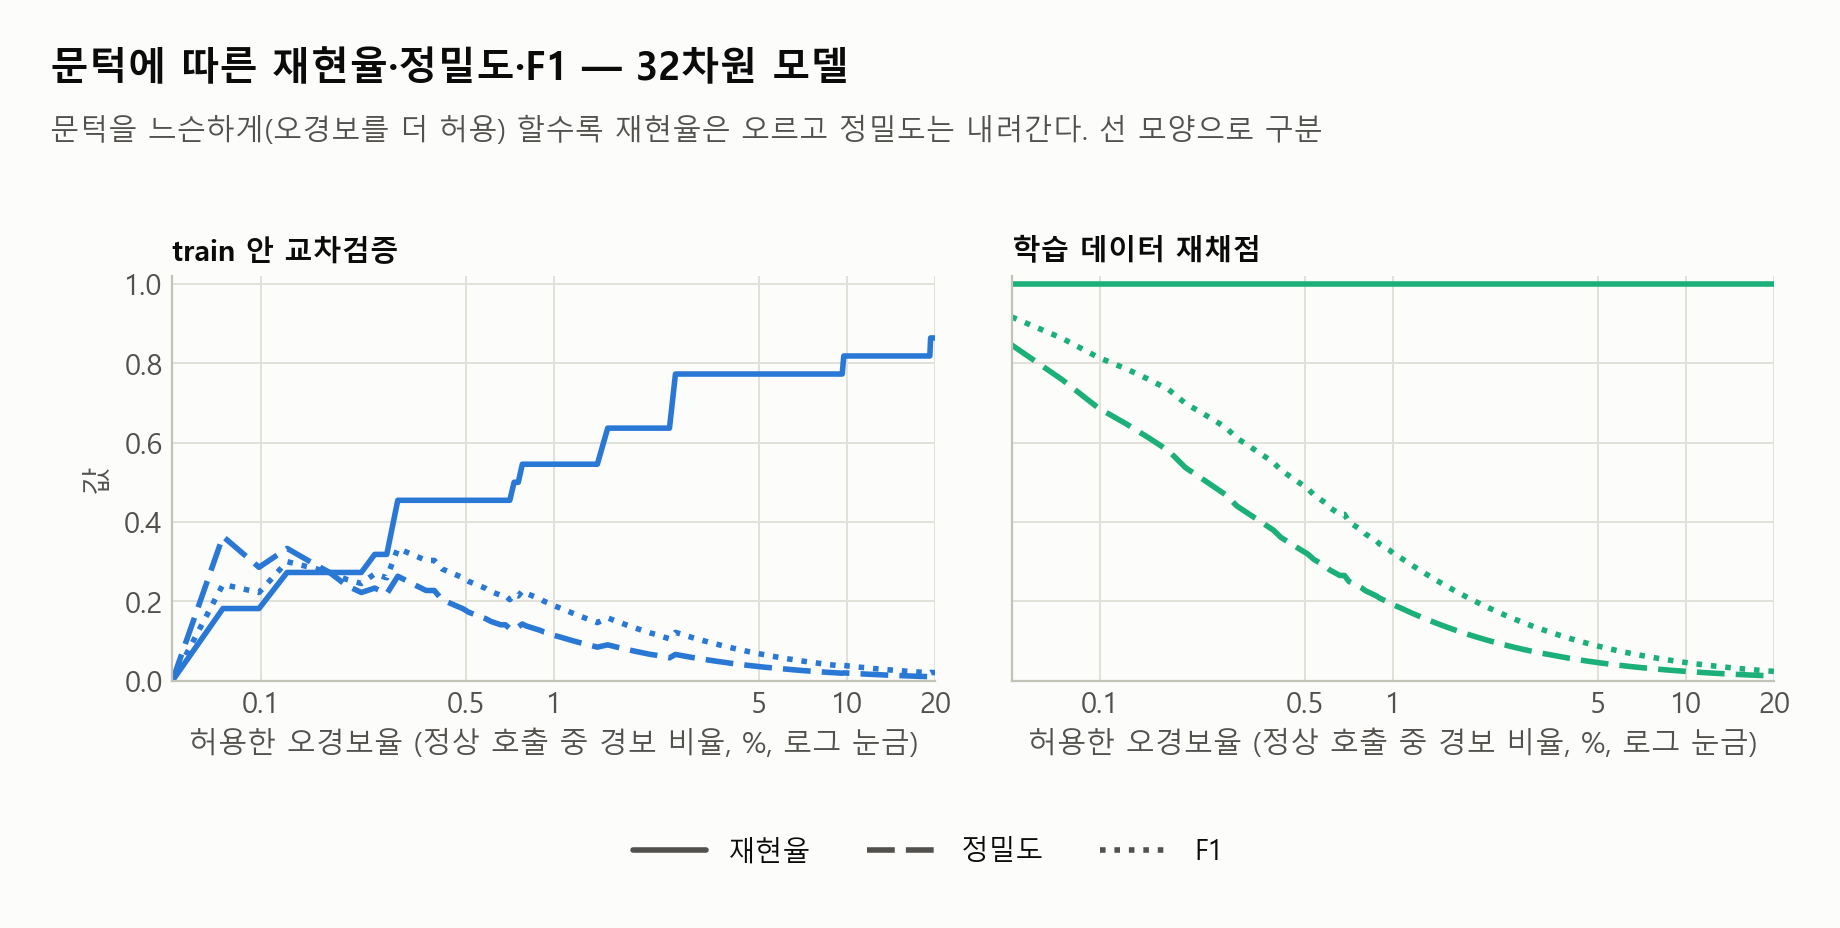 문턱에 따른 재현율·정밀도·F1 — 32차원 모델
문턱을 느슨하게(오경보를 더 허용) 할수록 재현율은 오르고 정밀도는 내려간다. 선 모양으로 구분
train 안 교차검증
1.0
0.8
0.6
0.4
0.2
0.0
값
0.1 0.5 1 5 10 20
허용한 오경보율 (정상 호출 중 경보 비율, %, 로그 눈금)
학습 데이터 재채점
0.1 0.5 1 5 10 20
허용한 오경보율 (정상 호출 중 경보 비율, %, 로그 눈금)
재현율 정밀도 F1